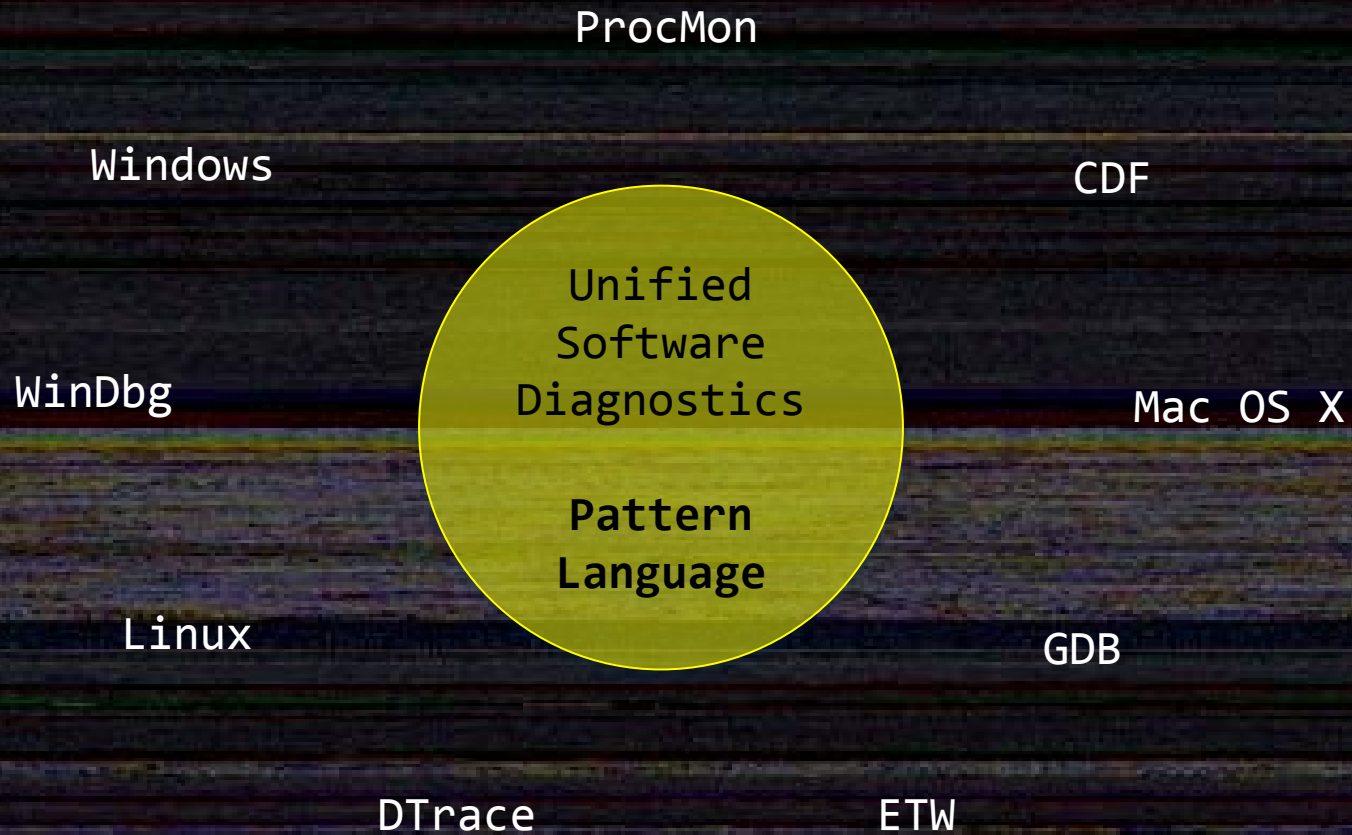 ProcMon
Windows
CDF
Unified
Software
Diagnostics
WinDbg
Mac OS X
Pattern
Language
Linux
GDB
DTrace
ETW